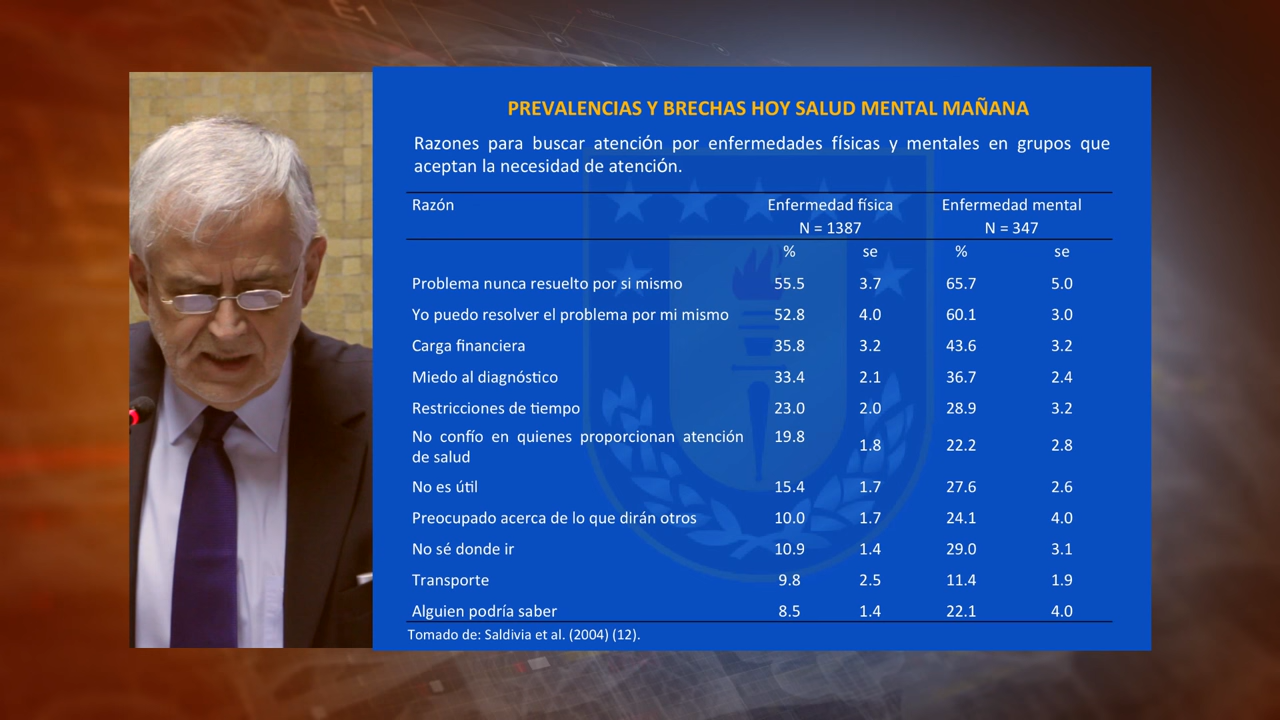 PREVALENCIAS Y BRECHAS HOY SALUD MENTAL MAÑANA
Razones para buscar atención por enfermedades físicas y mentales en grupos que
aceptan la necesidad de atención.
Razón Enfermedad física Enfermedad mental
N = 1387 N = 347
% se % se
Problema nunca resuelto por si mismo 55.5 3.7 65.7 5.0
Yo puedo resolver el problema por mi mismo 52.8 4.0 60.1 3.0
Carga financiera 35.8 3.2 43.6 3.2
Miedo al diagnóstico 33.4 2.1 36.7 2.4
Restricciones de tiempo 23.0 2.0 28.9 3.2
No confío en quienes proporcionan atención 19.8
de salud 1.8 22.2 2.8
No es útil 15.4 1.7 27.6 2.6
Preocupado acerca de lo que dirán otros 10.0 1.7 24.1 4.0
No sé donde ir 10.9 1.4 29.0 3.1
Transporte 9.8 2.5 11.4 1.9
Alguien podría saber 8.5 1.4 22.1 4.0
Tomado de: Saldivia et al. (2004) (12).